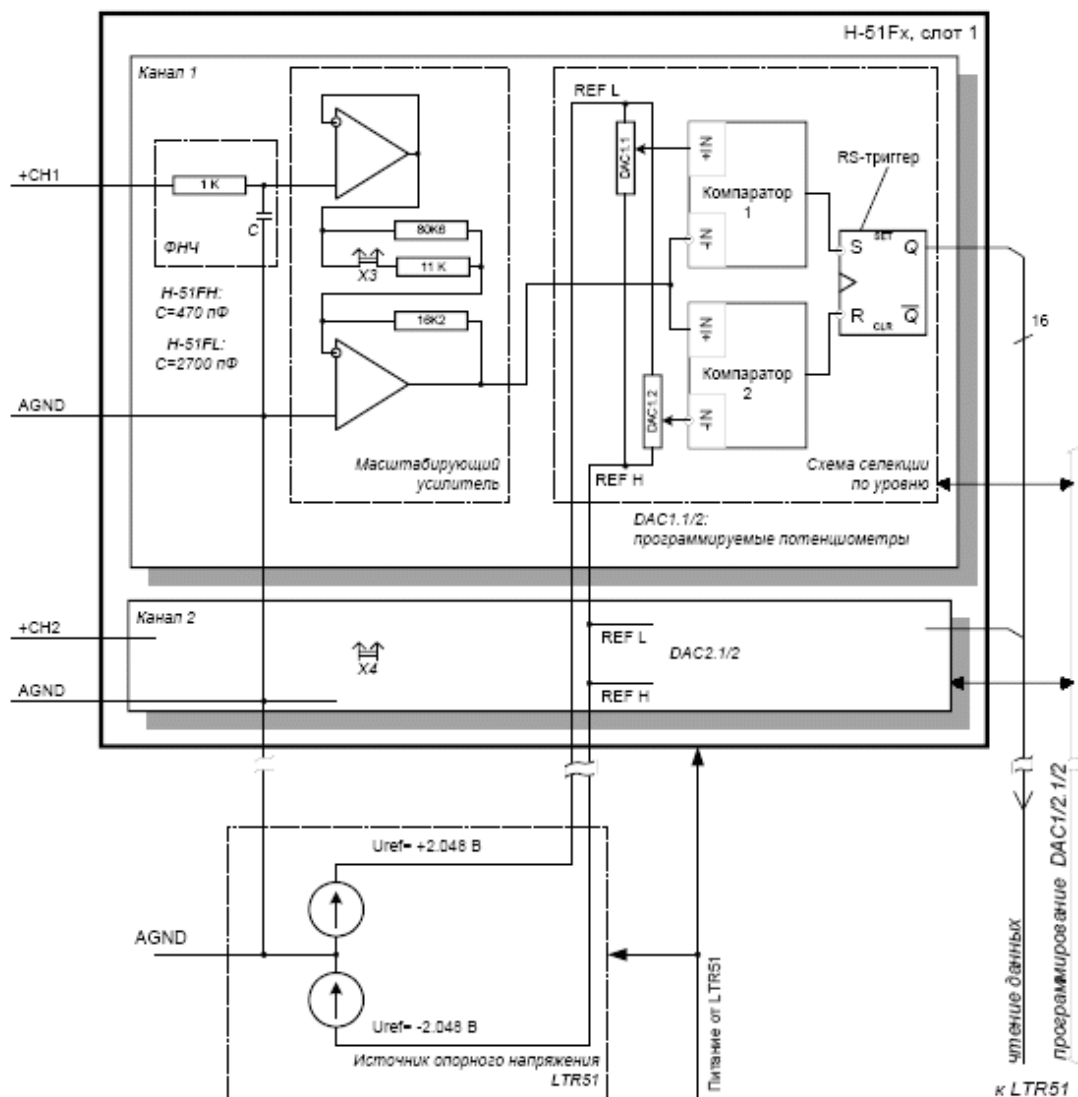 H-51Fx, слот 1
Канал 1
REF L
+CH1
1 K
C
ФНЧ
H-51FH:
C=470 пФ
H-51FL:
C=2700 пФ
AGND
80K6
X3
11 K
16K2
Масштабирующий
усилитель
DAC1.1
+IN
Компаратор
1
-IN
+IN
Компаратор
2
-IN
DAC1.2
RS-триггер
S
SET
Q
R
CLR
Q
16
REF H
Схема селекции
по уровню
DAC1.1/2:
программируемые потенциометры
Канал 2
+CH2
X4
REF L
DAC2.1/2
AGND
REF H
Uref= +2.048 В
AGND
Uref= -2.048 В
Источник опорного напряжения
LTR51
Питание от LTR51
чтение данных
программирование DAC1/2.1/2
к LTR51